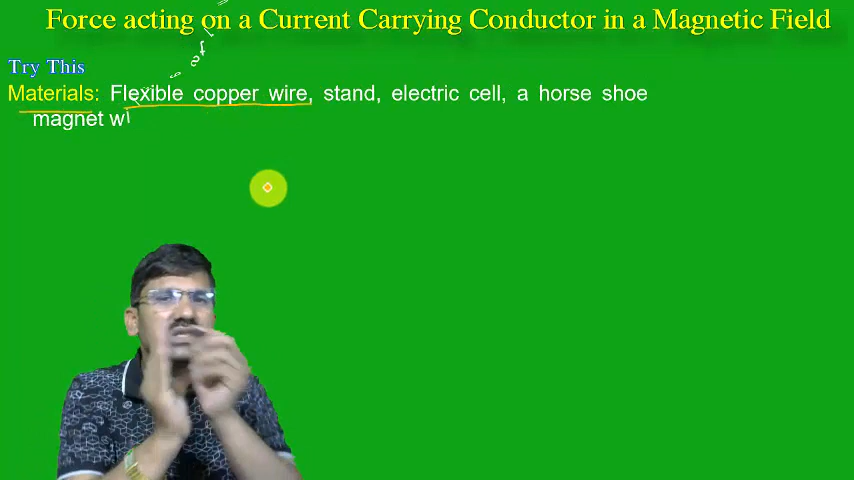 Force acting on a Current Carrying Conductor in a Magnetic Field
Try This
Materials: Flexible copper wire, stand, electric cell, a horse shoe
magnet